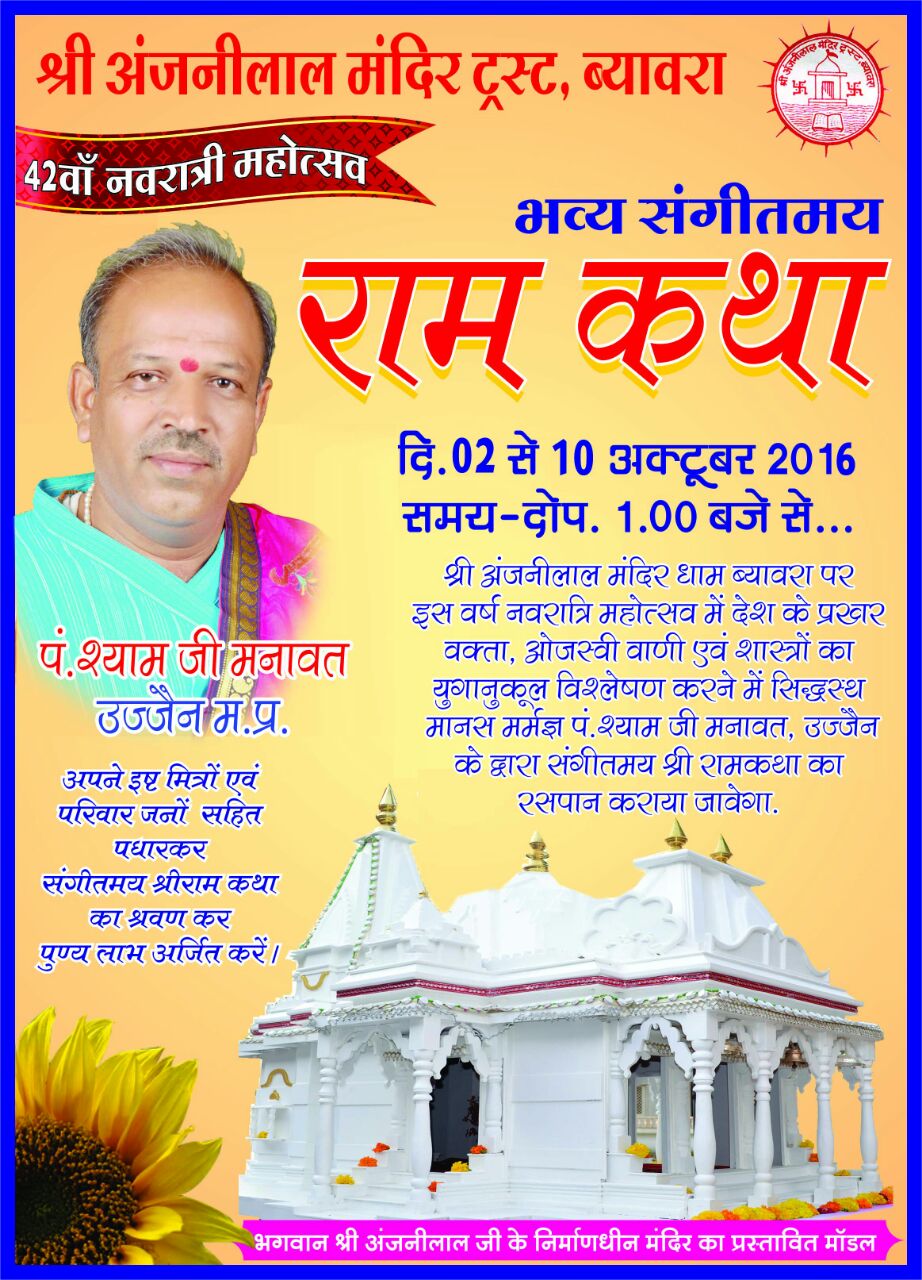 श्री अंजनीलाल मंदिर ट्रस्ट, ब्यावरा
श्री अंजनीलाल मंदिर ट्रस्ट, ब्यावरा
42वाँ नवरात्री महोत्सव
भव्य संगीतमय
राम कथा
दि.02 से 10 अक्टूबर 2016
समय-दोप. 1.00 बजे से...
श्री अंजनीलाल मंदिर धाम ब्यावरा पर
इस वर्ष नवरात्रि महोत्सव में देश के प्रखर
वक्ता, ओजस्वी वाणी एवं शास्त्रों का
युगानुकूल विश्लेषण करने में सिद्धस्थ
मानस मर्मज्ञ पं.श्याम जी मनावत, उज्जैन
के द्वारा संगीतमय श्री रामकथा का
रसपान कराया जावेगा.
पं.श्याम जी मनावत
उज्जैन म.प्र.
अपने इष्ट मित्रों एवं
परिवार जनों सहित
पधारकर
संगीतमय श्रीराम कथा
का श्रवण कर
पुण्य लाभ अर्जित करें।
भगवान श्री अंजनीलाल जी के निर्माणधीन मंदिर का प्रस्तावित मॉडल